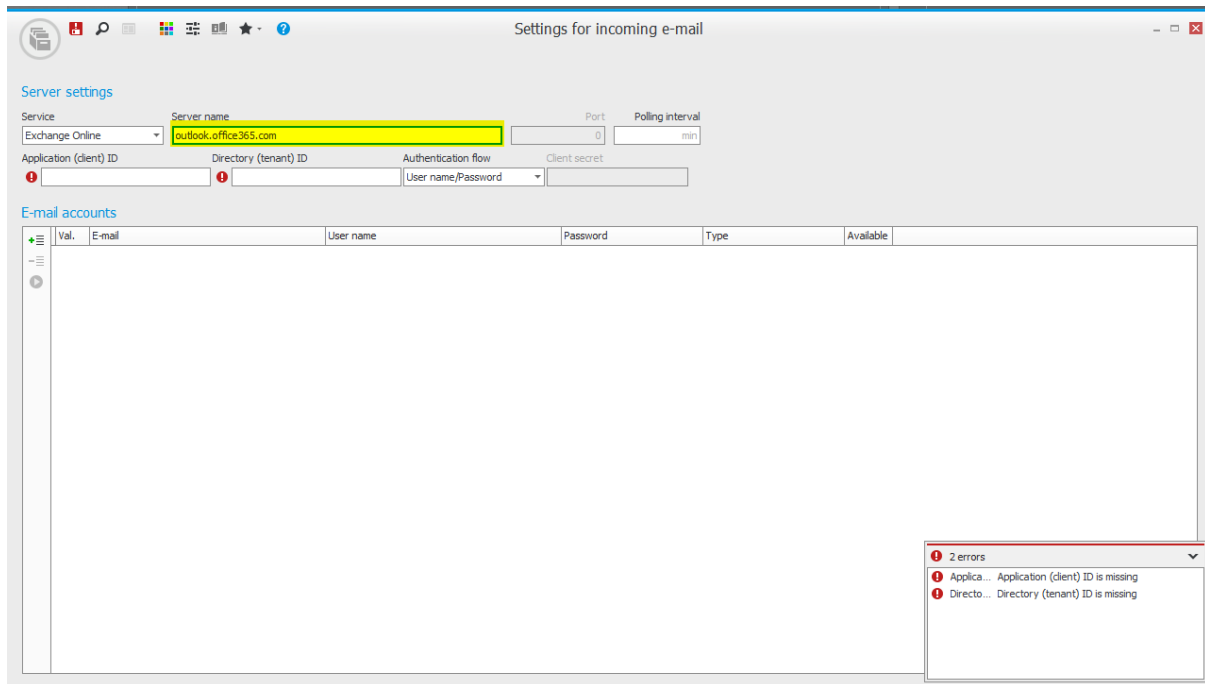 Settings for incoming e-mail
Server settings
Service Server name Port Polling interval
Exchange Online outlook.office365.com 0 min
Application (client) ID Directory (tenant) ID Authentication flow Client secret
User name/Password
E-mail accounts
Val. E-mail User name Password Type Available
2 errors
Applica... Application (client) ID is missing
Directo... Directory (tenant) ID is missing